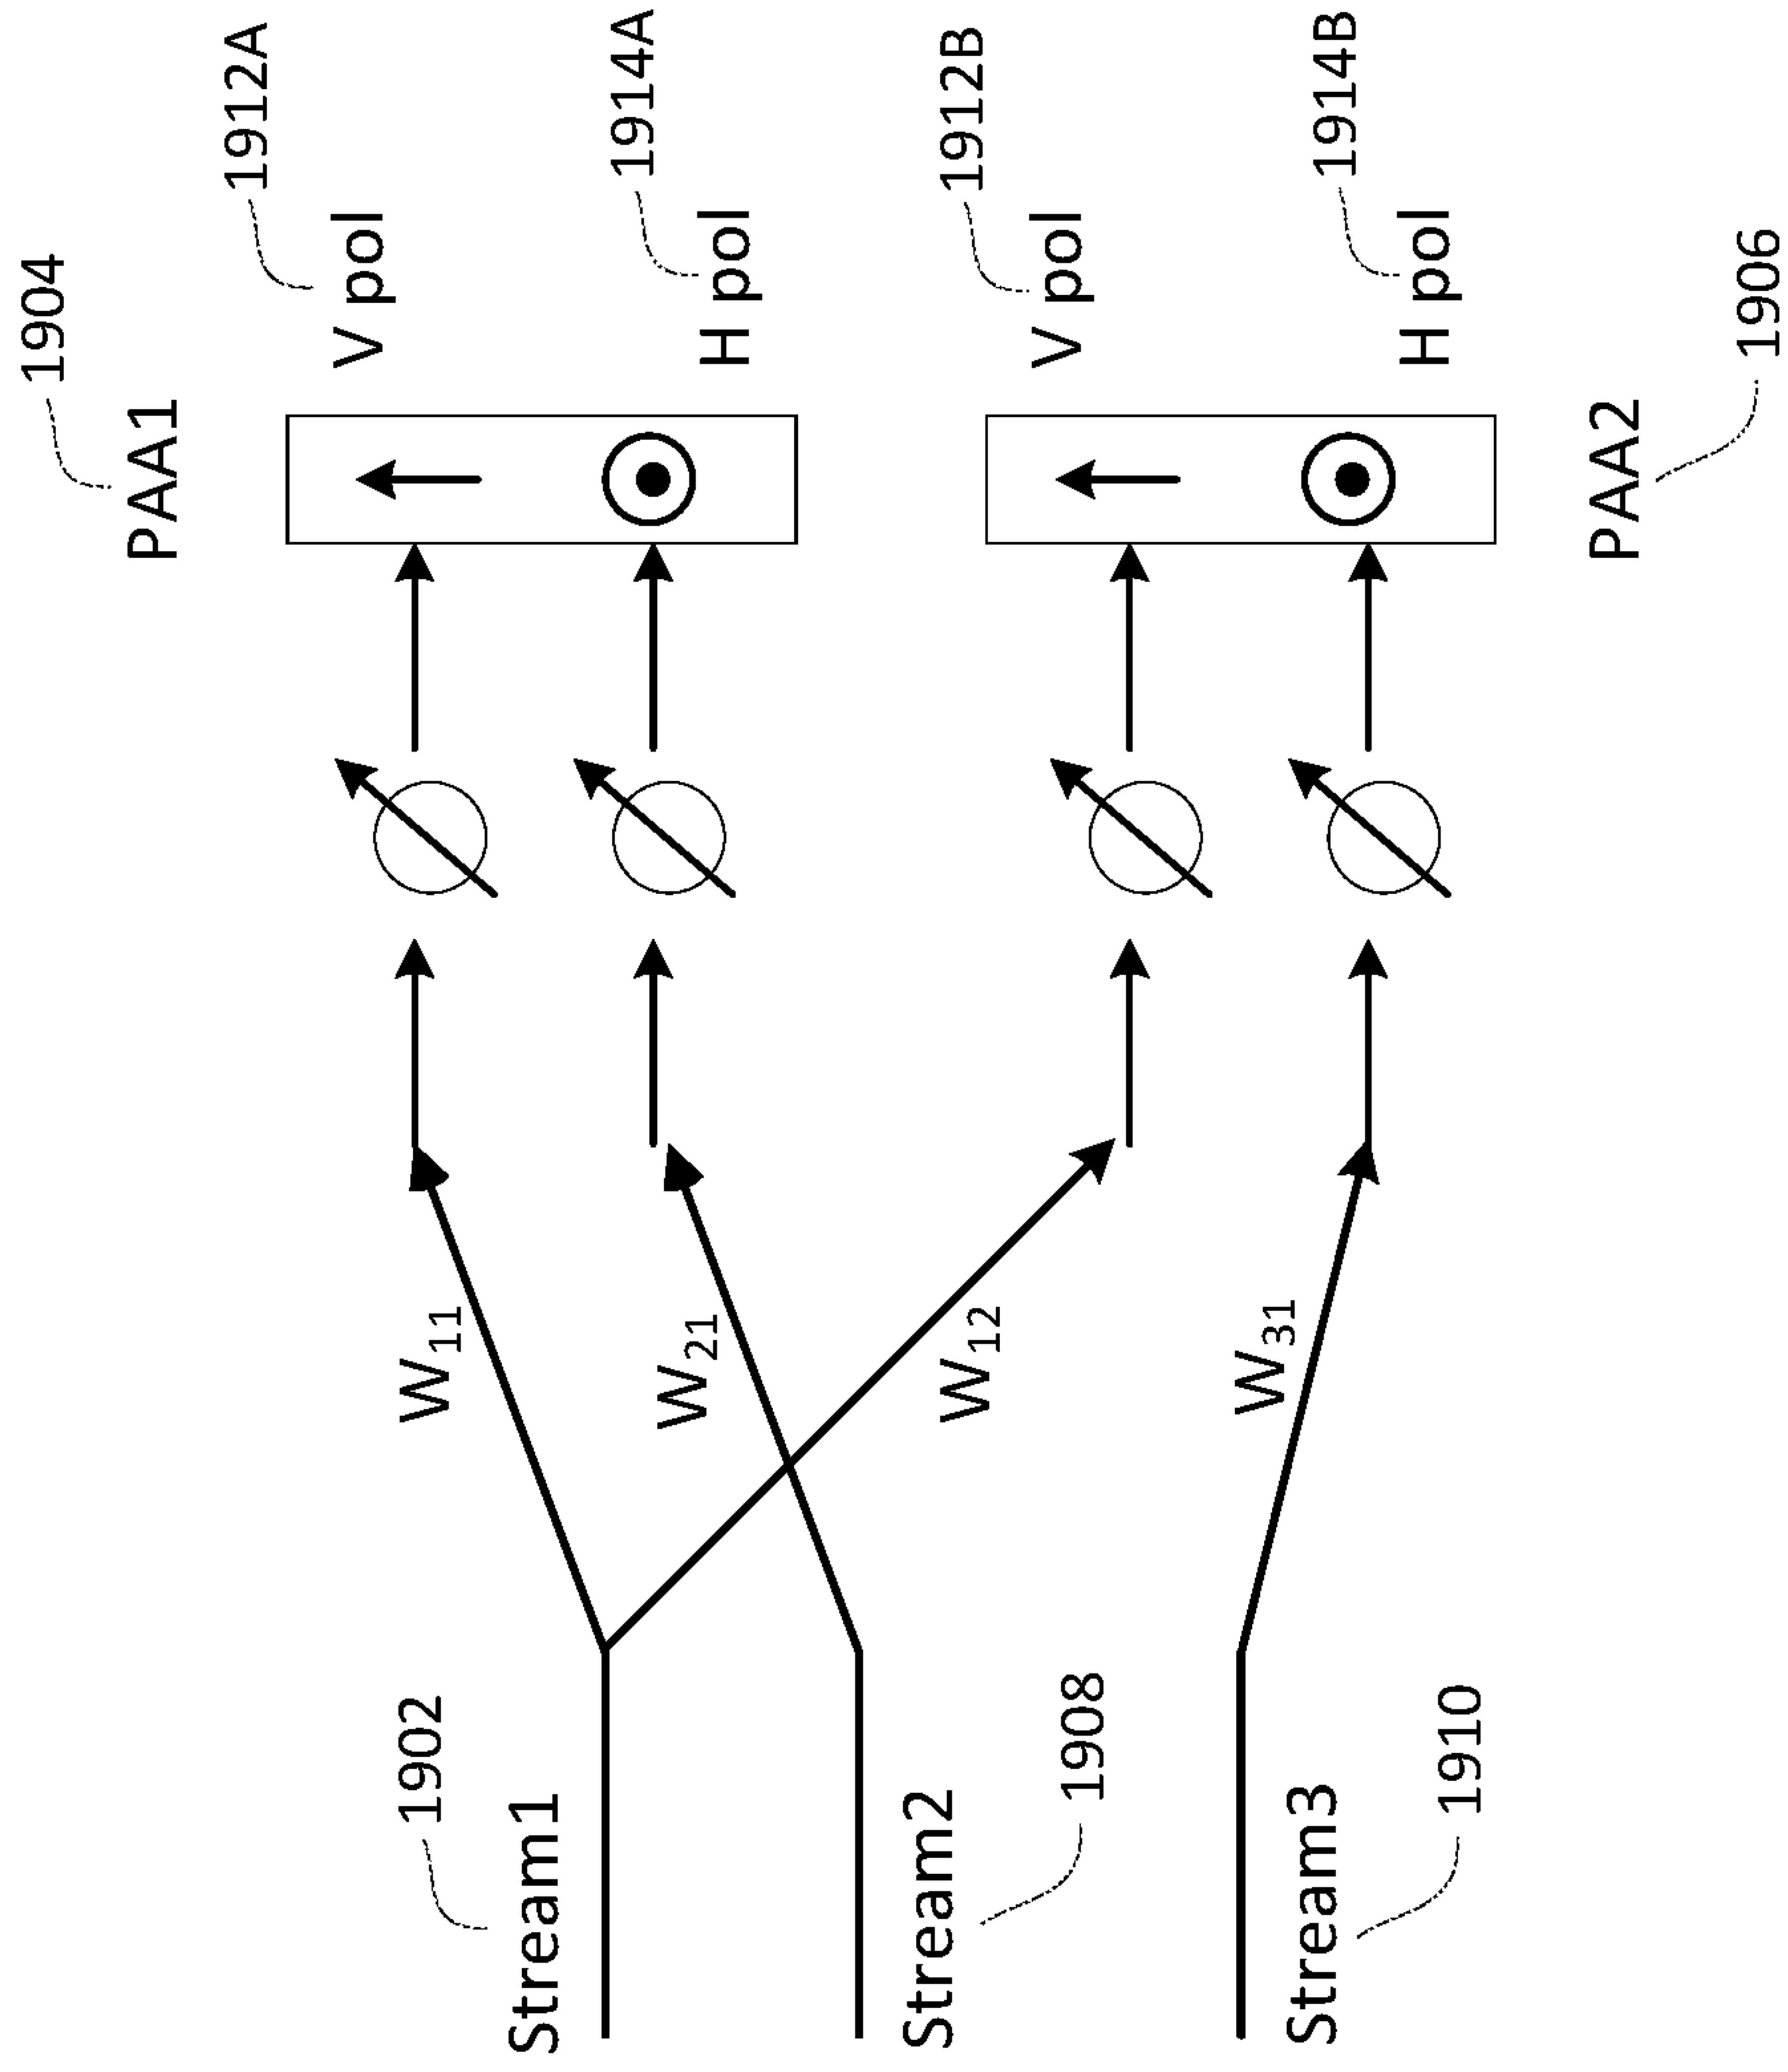 1904
PAA1
1912A
V pol
1914A
H pol
1902
Stream1
W11
W21
1908
Stream2
W12
1912B
V pol
1914B
H pol
W31
Stream3
1910
PAA2
1906